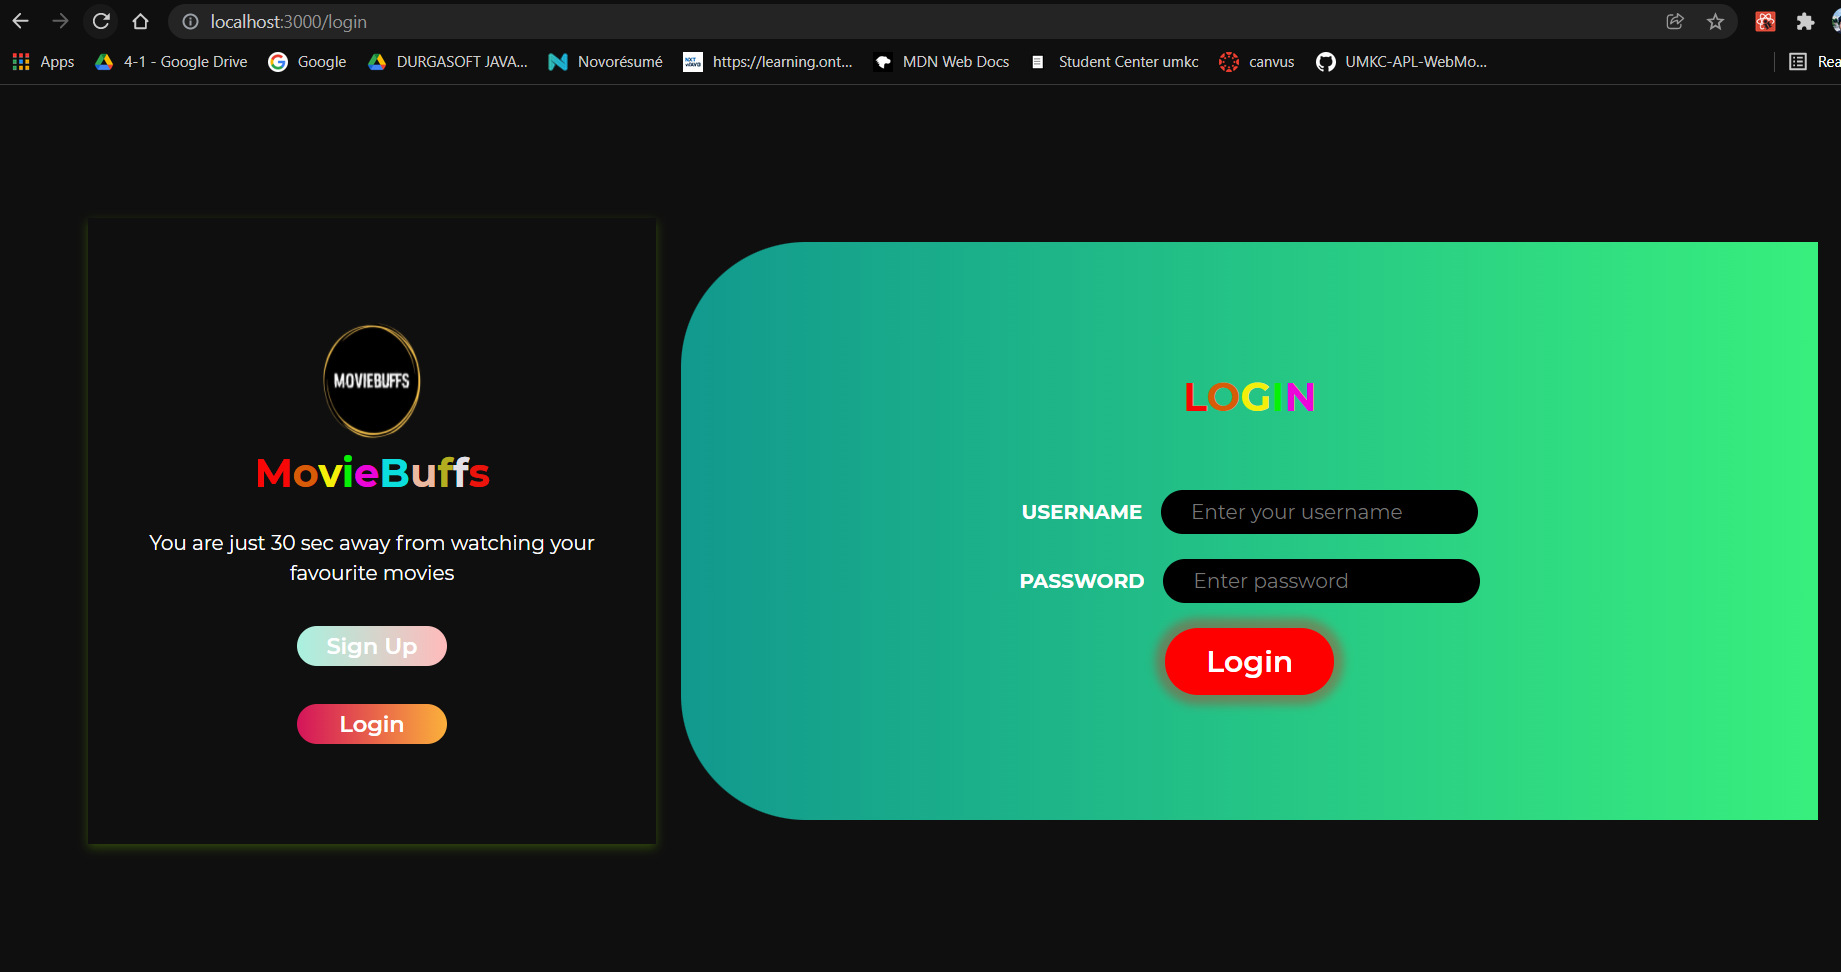 localhost:3000/login
Apps 4-1 - Google Drive Google DURGASOFT JAVA... Novorésumé https://learning.ont... MDN Web Docs Student Center umkc canvus UMKC-APL-WebMo... Rea
MOVIEBUFFS
MovieBuffs
You are just 30 sec away from watching your
favourite movies
Sign Up
Login
LOGIN
USERNAME Enter your username
PASSWORD Enter password
Login